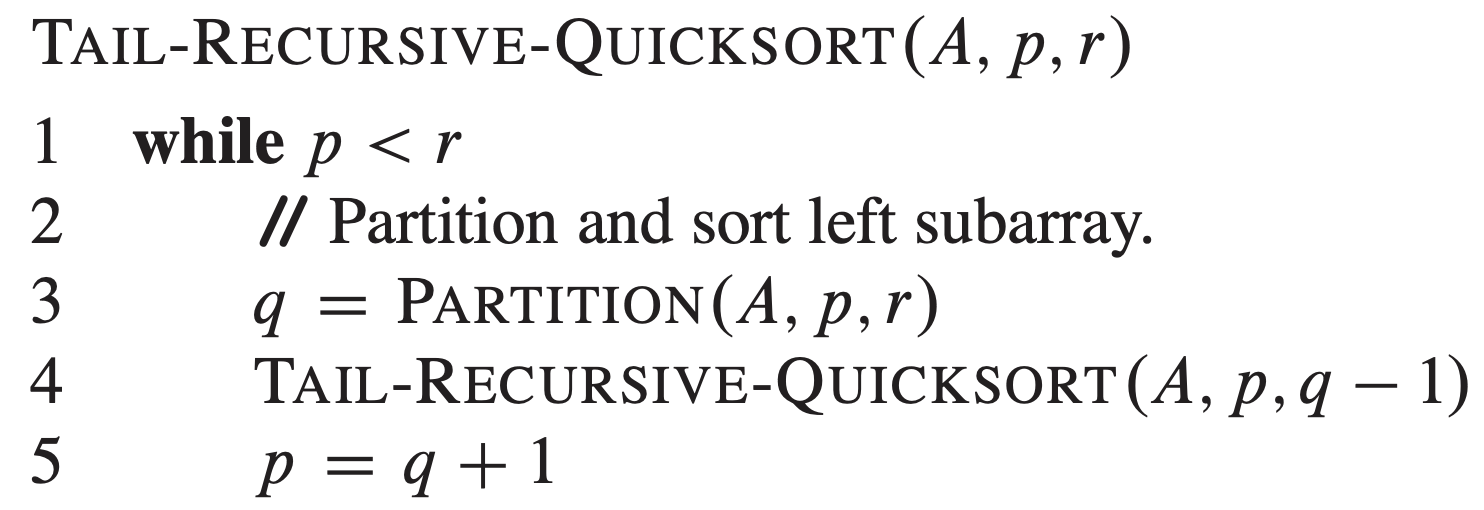 TAIL-RECURSIVE-QUICKSORT(A, p, r)
1 while p < r
2 // Partition and sort left subarray.
3 q = PARTITION(A, p, r)
4 TAIL-RECURSIVE-QUICKSORT(A, p, q − 1)
5 p = q + 1